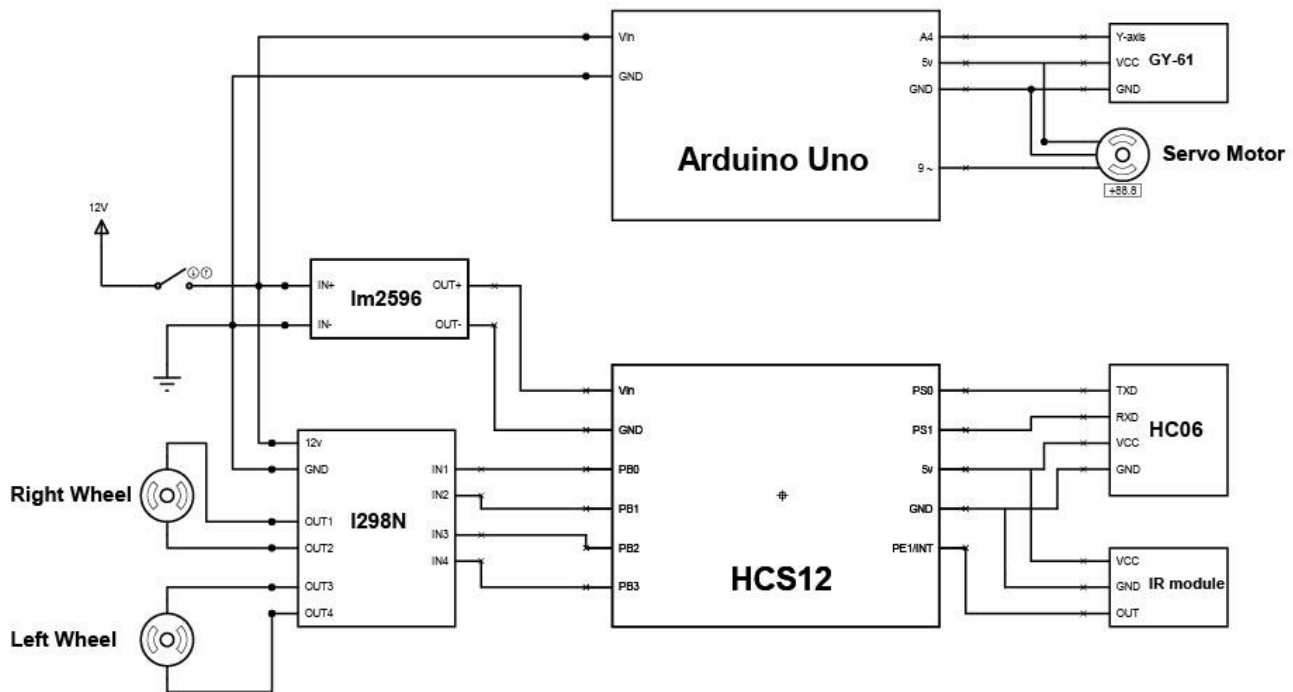 Vin
GND
Arduino Uno
A4
5v
GND
9 ~
Y-axis
VCC
GND
GY-61
Servo Motor
+88.8
12V
IN+
IN-
lm2596
OUT+
OUT-
12v
GND
OUT1
OUT2
OUT3
OUT4
l298N
IN1
IN2
IN3
IN4
Right Wheel
Left Wheel
Vin
GND
PB0
PB1
PB2
PB3
HCS12
PS0
PS1
5v
GND
PE1/INT
TXD
RXD
VCC
GND
HC06
VCC
GND
OUT
IR module